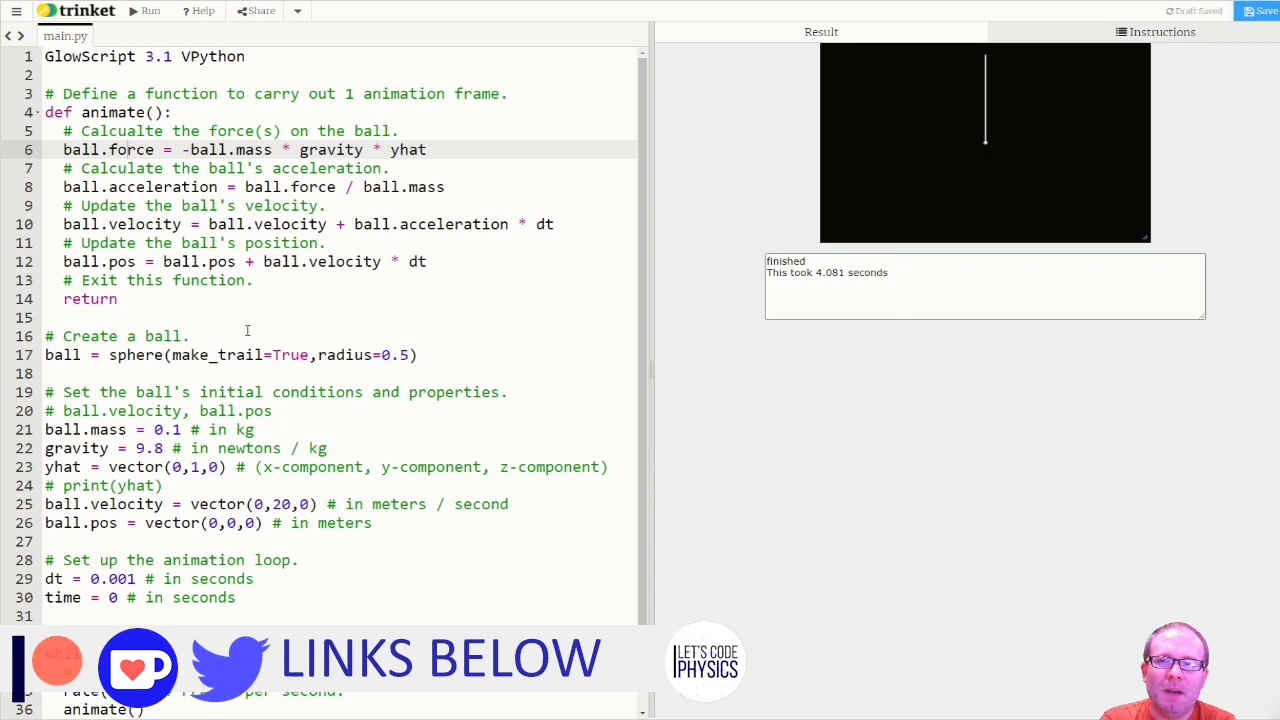 trinket Run Help Share Draft Saved Save
main.py
Result Instructions
1 GlowScript 3.1 VPython
2
3 # Define a function to carry out 1 animation frame.
4 def animate():
5 # Calcualte the force(s) on the ball.
6 ball.force = -ball.mass * gravity * yhat
7 # Calculate the ball's acceleration.
8 ball.acceleration = ball.force / ball.mass
9 # Update the ball's velocity.
10 ball.velocity = ball.velocity + ball.acceleration * dt
11 # Update the ball's position.
12 ball.pos = ball.pos + ball.velocity * dt
13 # Exit this function.
14 return
15
16 # Create a ball.
17 ball = sphere(make_trail=True,radius=0.5)
18
19 # Set the ball's initial conditions and properties.
20 # ball.velocity, ball.pos
21 ball.mass = 0.1 # in kg
22 gravity = 9.8 # in newtons / kg
23 yhat = vector(0,1,0) # (x-component, y-component, z-component)
24 # print(yhat)
25 ball.velocity = vector(0,20,0) # in meters / second
26 ball.pos = vector(0,0,0) # in meters
27
28 # Set up the animation loop.
29 dt = 0.001 # in seconds
30 time = 0 # in seconds
31
36 animate()
finished
This took 4.081 seconds
LINKS BELOW
LET'S CODE
PHYSICS